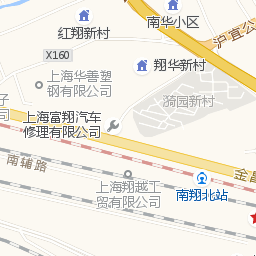 红翔新村
南华小区
沪宜公
X160
翔华新村
上海华善塑
钢有限公司
漪园新村
子
司
上海富翔汽车
修理有限公司
南辅路
金昌
上海翔越工
贸有限公司
南翔北站